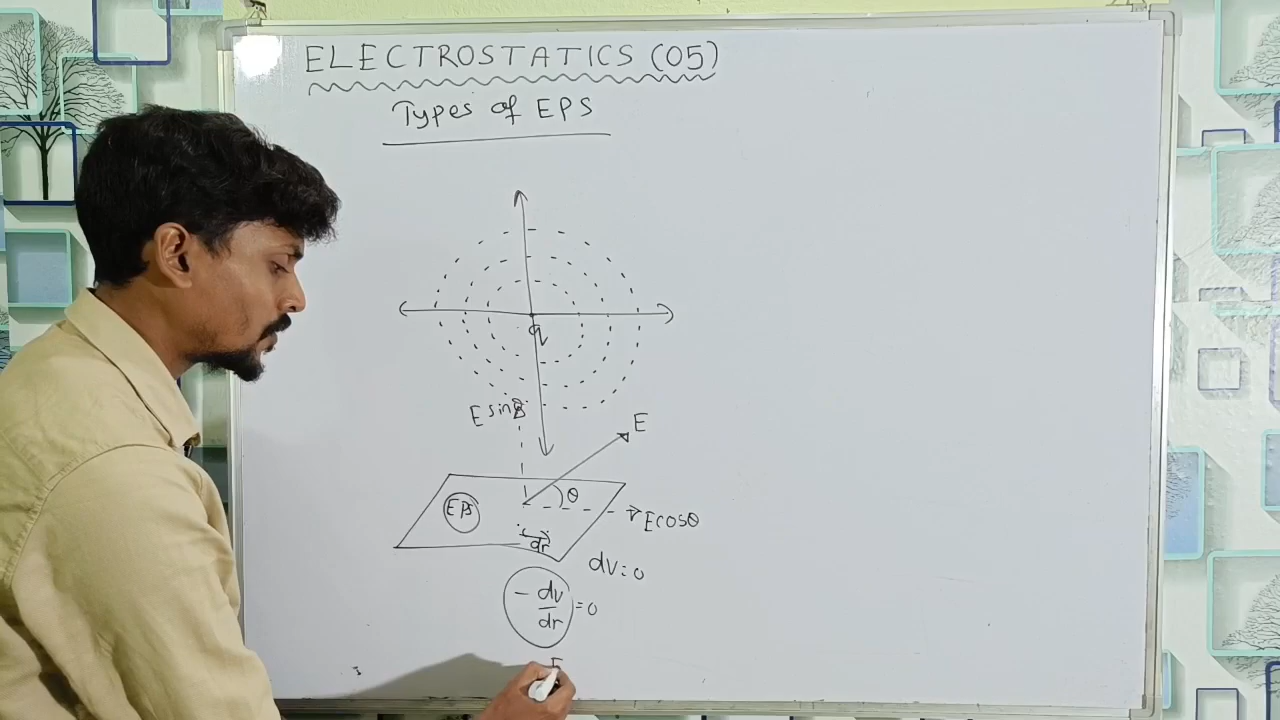 ELECTROSTATICS (05)
Types of EPS
q
E sinθ
E
EPS
θ
E cosθ
dr
dv = 0
- dv/dr = 0
E